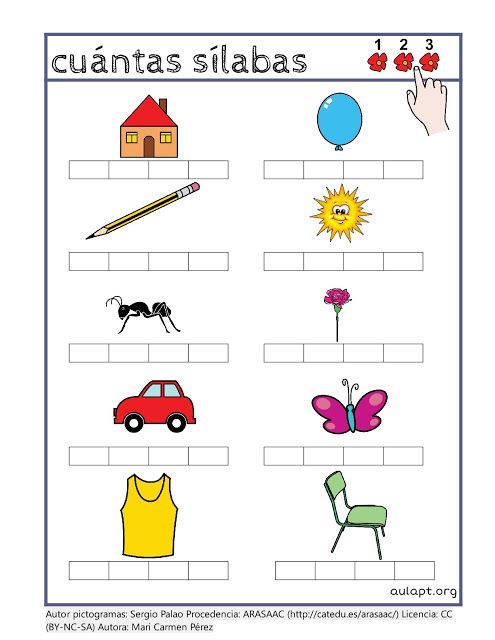 cuántas sílabas
1 2 3
aulapt.org
Autor pictogramas: Sergio Palao Procedencia: ARASAAC (http://catedu.es/arasaac/) Licencia: CC
(BY-NC-SA) Autora: Mari Carmen Pérez